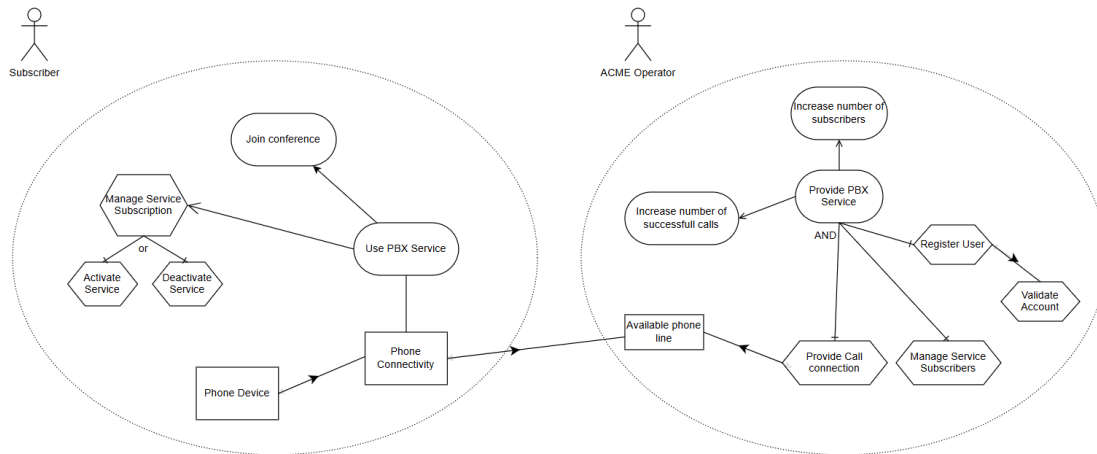 Subscriber
Join conference
Manage Service
Subscription
or
Activate
Service
Deactivate
Service
Use PBX Service
Phone
Connectivity
Phone Device
ACME Operator
Increase number of
subscribers
Provide PBX
Service
Increase number of
successfull calls
AND
Register User
Validate
Account
Available phone
line
Provide Call
connection
Manage Service
Subscribers